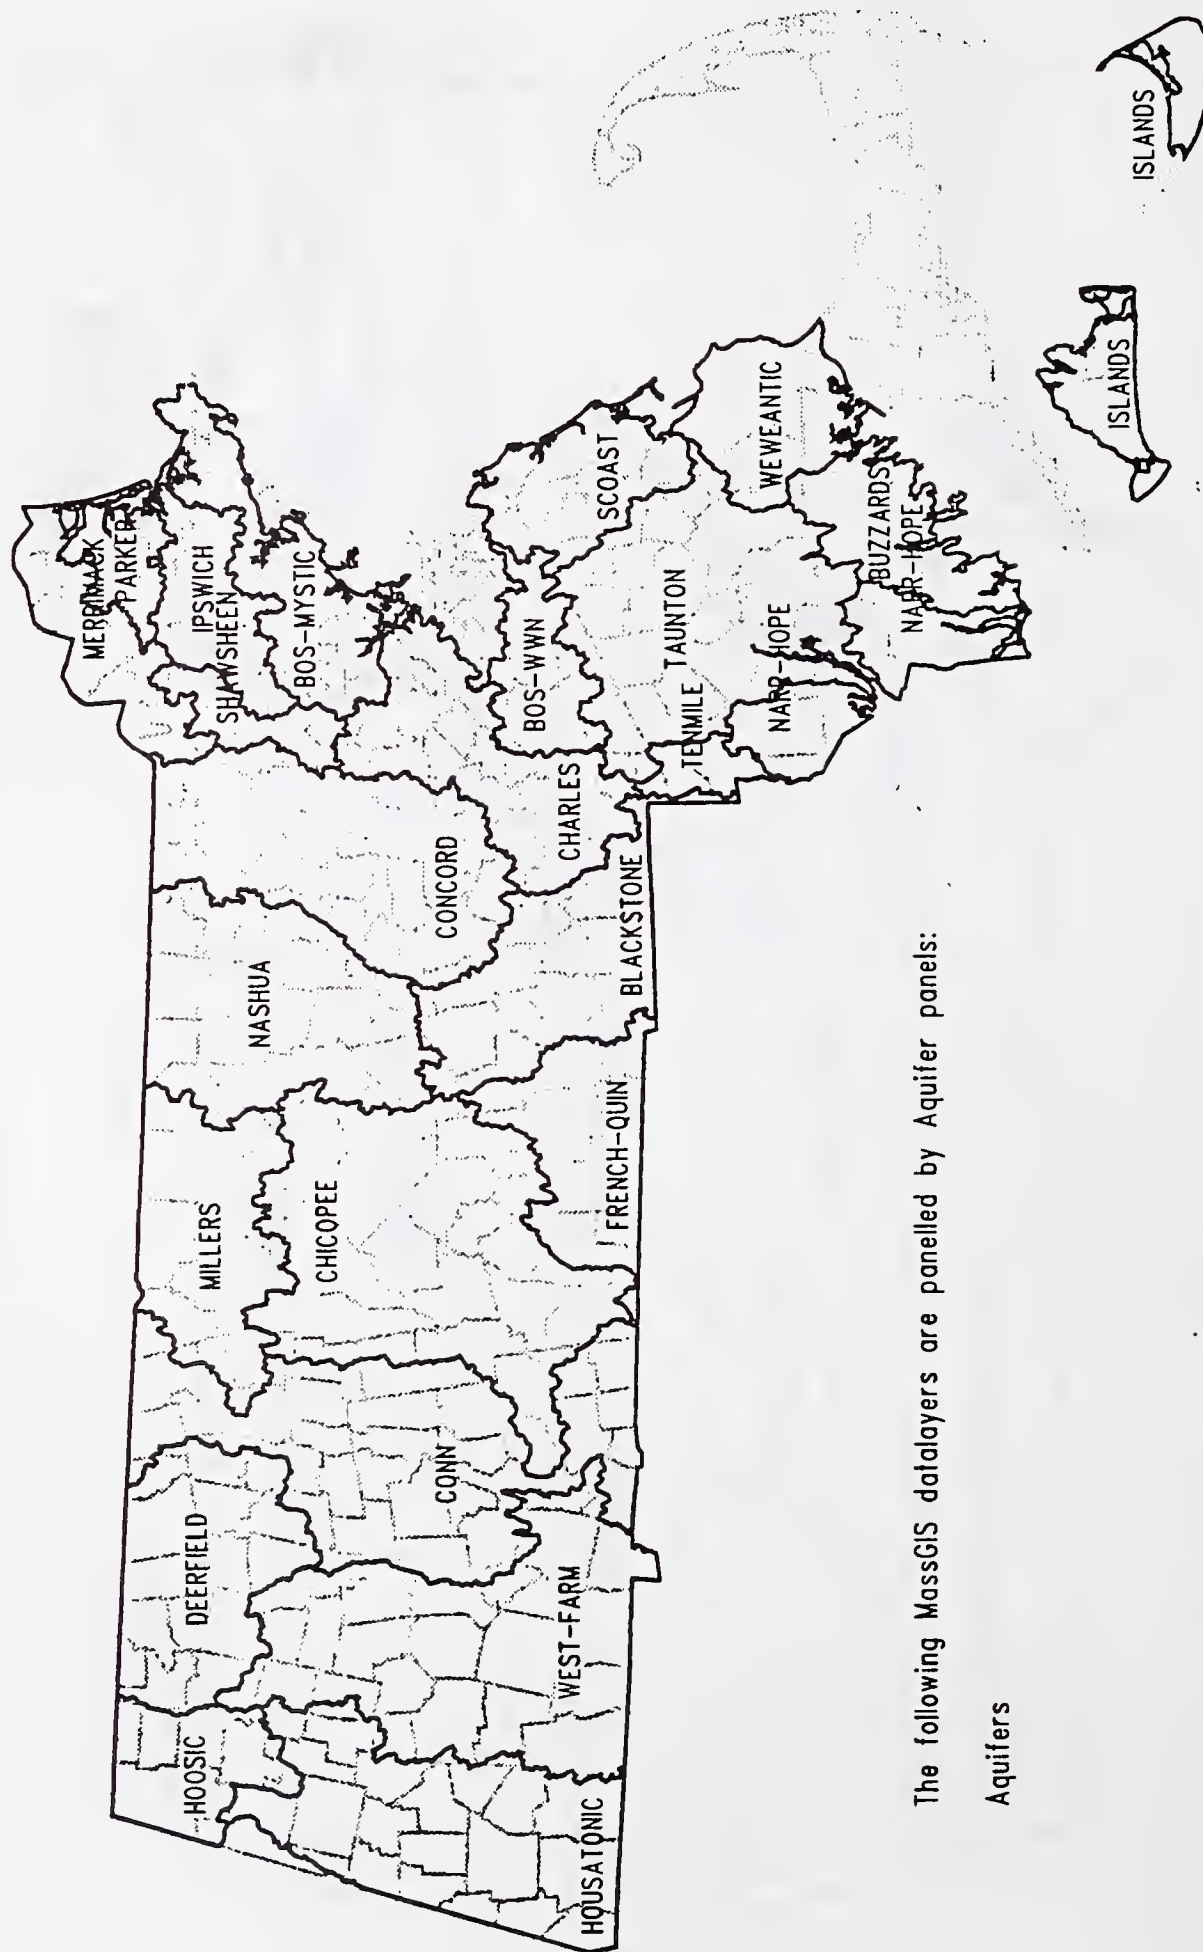 MERRIMACK
PARKER
IPSWICH
SHAWSHEEN
BOS-MYSTIC
HOOSIC
DEERFIELD
MILLERS
NASHUA
CHICOPEE
CONN
CONCORD
HOUSATONIC
WEST-FARM
FRENCH-QUIN
BLACKSTONE
CHARLES
BOS-WWN
SCOAST
TENMILE
TAUNTON
WEWEANTIC
NARR-HOPE
BUZZARDS
NARR-HOPE
ISLANDS
ISLANDS
The following MassGIS datalayers are panelled by Aquifer panels:
Aquifers